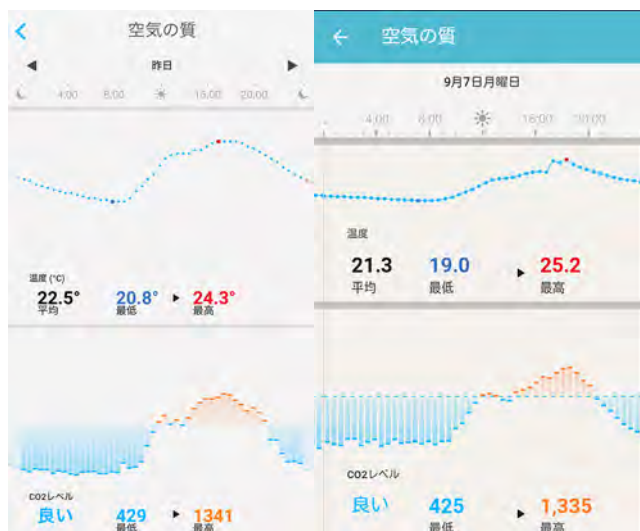 空気の質
昨日
4:00 8:00 20:00
温度 (°C)
22.5° 20.8° 24.3°
平均 最低 最高
CO2レベル
良い 429 1341
最低 最高
空気の質
9月7日月曜日
4:00 8:00 16:00 20:00
温度
21.3 19.0 25.2
平均 最低 最高
CO2レベル
良い 425 1,335
最低 最高